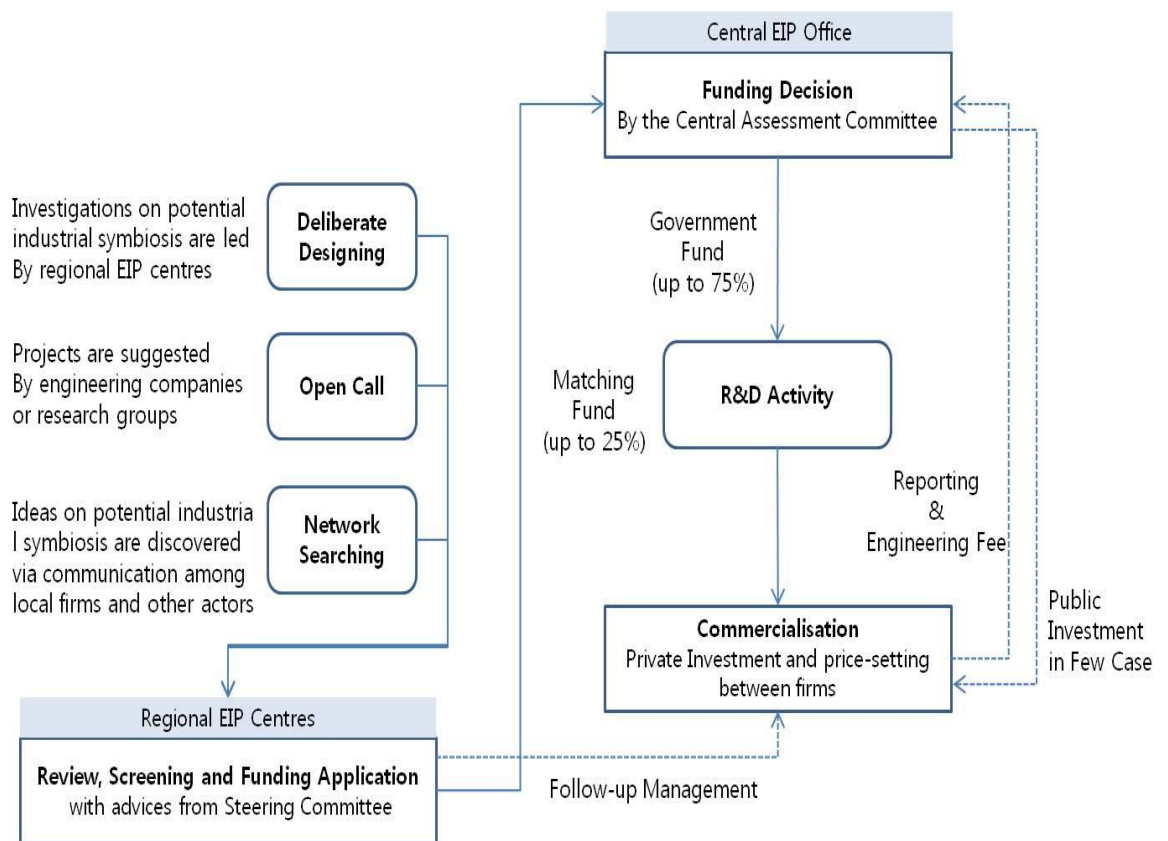 Central EIP Office
Funding Decision
By the Central Assessment Committee
Investigations on potential
industrial symbiosis are led
By regional EIP centres
Deliberate
Designing
Government
Fund
(up to 75%)
Projects are suggested
By engineering companies
or research groups
Open Call
Matching
Fund
(up to 25%)
R&D Activity
Ideas on potential industria
l symbiosis are discovered
via communication among
local firms and other actors
Network
Searching
Reporting
&
Engineering Fee
Public
Investment
in Few Case
Commercialisation
Private Investment and price-setting
between firms
Regional EIP Centres
Review, Screening and Funding Application
with advices from Steering Committee
Follow-up Management